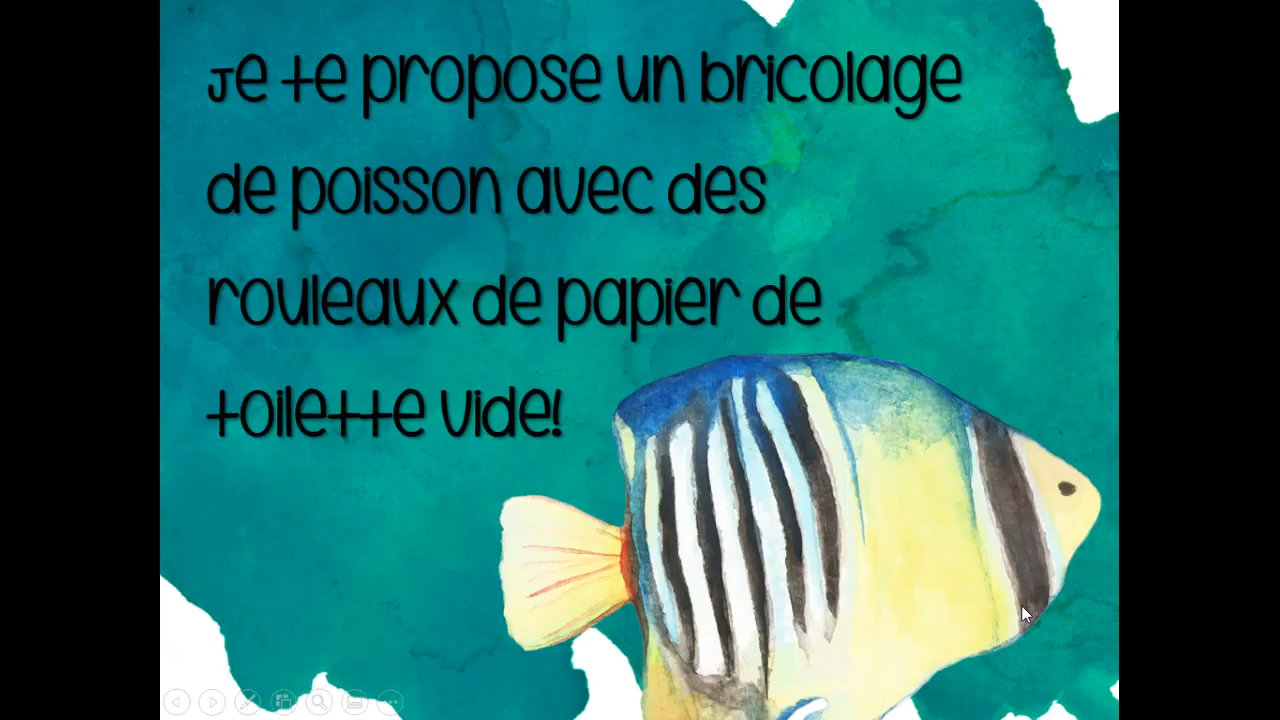 Je te propose un bricolage
de poisson avec des
rouleaux de papier de
toilette vide!